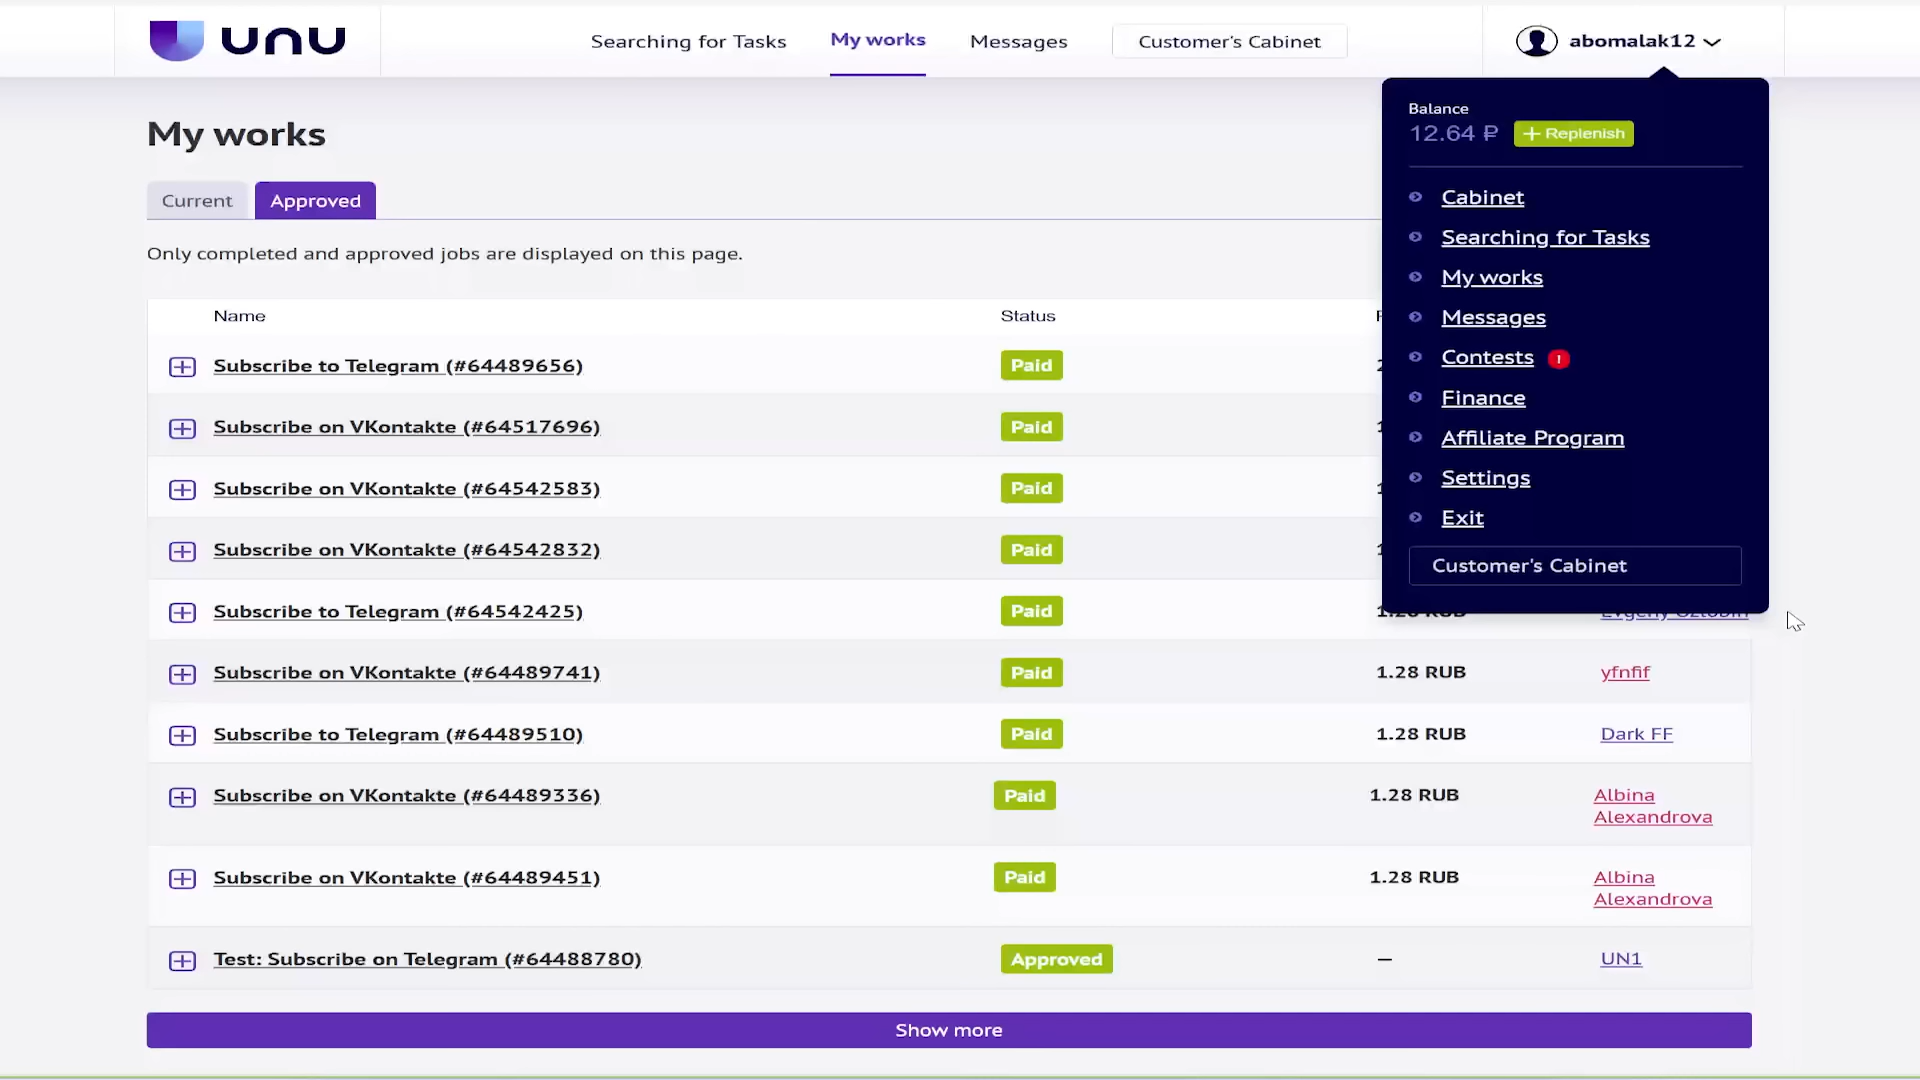 unu
Searching for Tasks
My works
Messages
Customer's Cabinet
abomalak12
Balance
12.64 ₽
+ Replenish
Cabinet
Searching for Tasks
My works
Messages
Contests !
Finance
Affiliate Program
Settings
Exit
Customer's Cabinet
My works
Current
Approved
Only completed and approved jobs are displayed on this page.
Name Status
Subscribe to Telegram (#64489656) Paid
Subscribe on VKontakte (#64517696) Paid
Subscribe on VKontakte (#64542583) Paid
Subscribe on VKontakte (#64542832) Paid
Subscribe to Telegram (#64542425) Paid 1.28 RUB
Subscribe on VKontakte (#64489741) Paid 1.28 RUB yfnfif
Subscribe to Telegram (#64489510) Paid 1.28 RUB Dark FF
Subscribe on VKontakte (#64489336) Paid 1.28 RUB Albina
Alexandrova
Subscribe on VKontakte (#64489451) Paid 1.28 RUB Albina
Alexandrova
Test: Subscribe on Telegram (#64488780) Approved — UN1
Show more